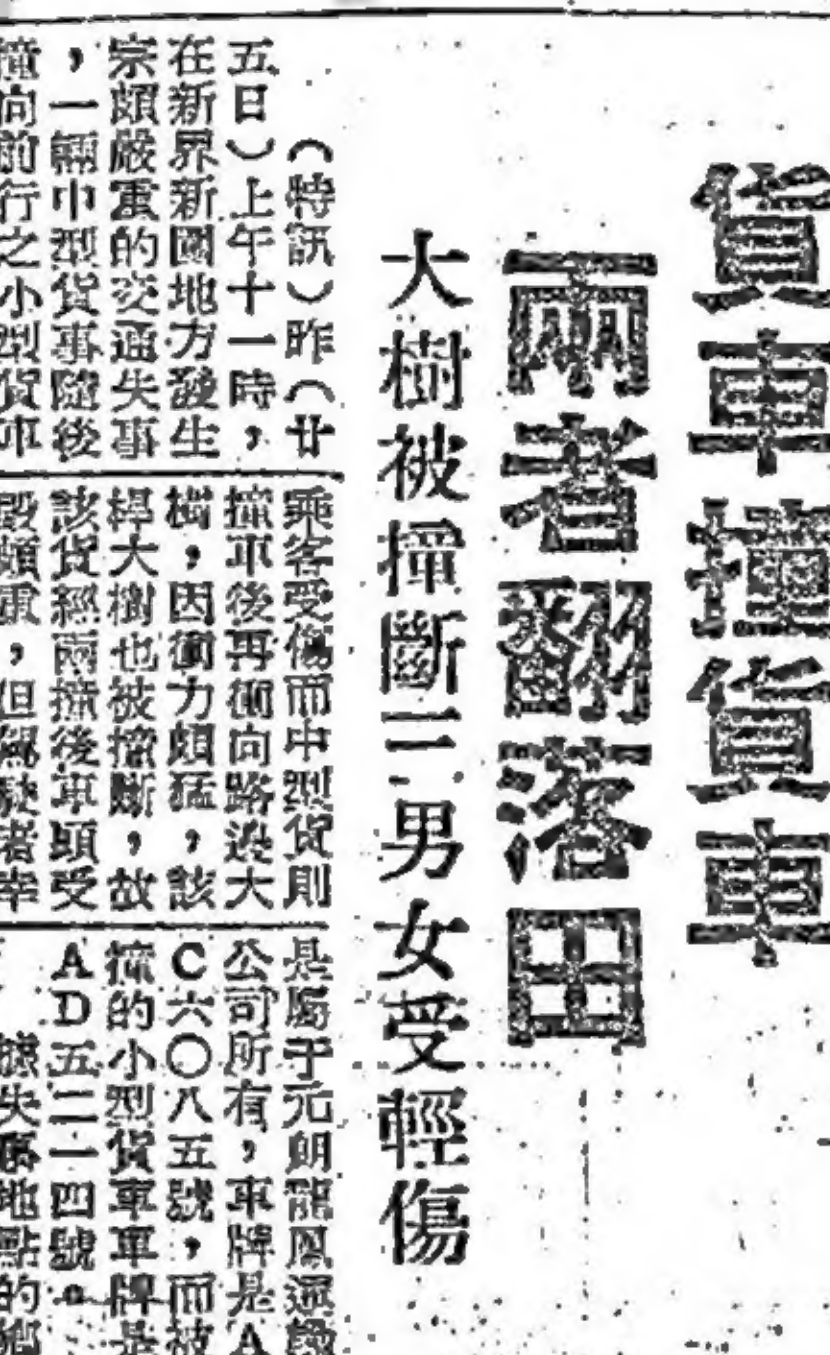 貨車撞貨車
兩者翻落田
大樹被撞斷三男女受輕傷
（特訊）昨（廿
五日）上午十一時，
在新界新圍地方發生
宗頗嚴重的交通失事
，一輛中型貨事隨後
撞向前行之小型貨車
乘客受傷而中型貨則
撞車後再衝向路邊大
樹，因衝力頗猛，該
桿大樹也被撞斷，故
該貨經兩撞後車頭受
毀頗重，但駕駛者幸
是屬于元朗龍鳳運輸
公司所有，車牌是A
C六〇八五號，而被
撞的小型貨車車牌是
AD五二一四號。
據失事地點的鄉